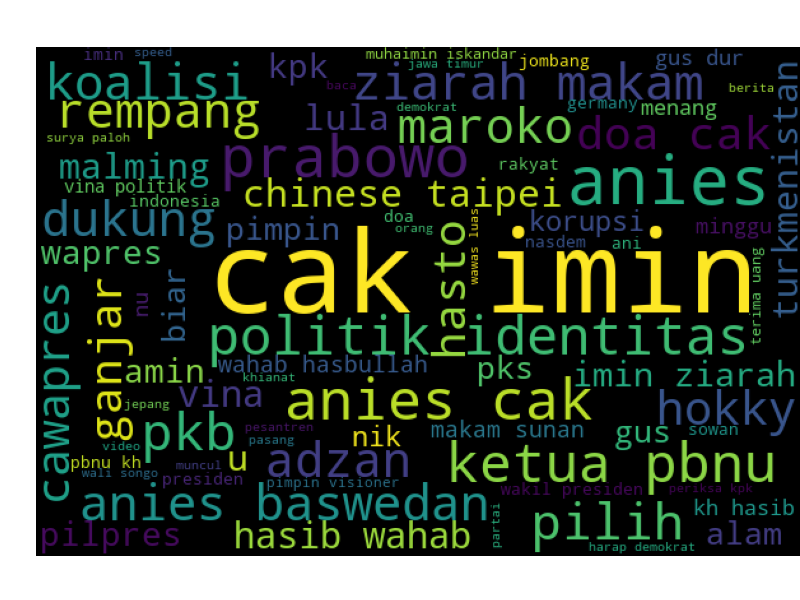 imin
speed
muhaimin iskandar
jawa timur
jombang
gus dur
koalisi
kpk
baca
ziarah makam
berita
rempang
lula
demokrat
maroko
germany
menang
doa cak
turkmenistan
surya paloh
malming
prabowo
rakyat
anies
vina politik
indonesia
chinese taipei
dukung
pimpin
doa
orang
hasto
wawas luas
korupsi
nasdem
ani
minggu
wapres
nu
biar
cak imin
terima uang
cawapres
ganjar
politik identitas
amin
wahab hasbullah
khianat
pks
imin ziarah
jepang
vina
anies cak
hokky
pkb
pesantren
pasang
nik
makam sunan
gus
sowan
video
pbnu kh
wali songo
muncul
u
presiden
adzan
pimpin visioner
ketua pbnu
wakil presiden
periksa kpk
anies baswedan
partai
pilih
kh hasib
pilpres
hasib wahab
harap demokrat
alam